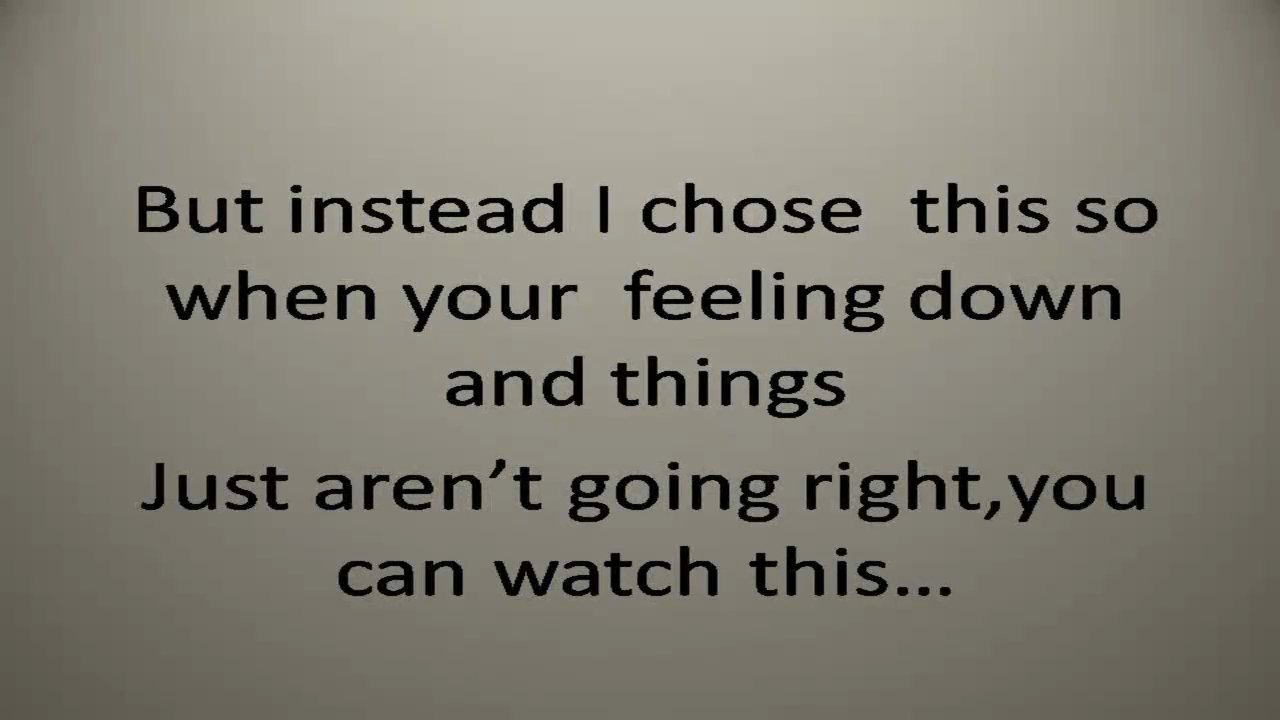 But instead I chose  this so
when your  feeling down
and things
Just aren’t going right,you
can watch this...